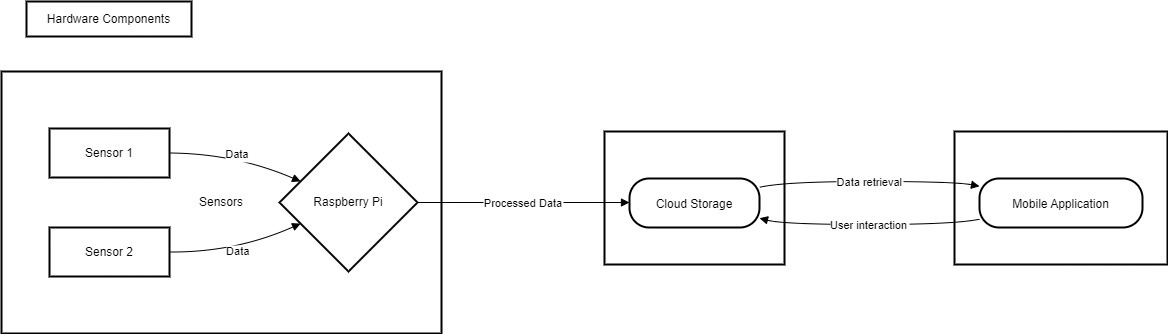 Hardware Components
Sensor 1
Data
Sensors
Raspberry Pi
Sensor 2
Data
Processed Data
Cloud Storage
Data retrieval
User interaction
Mobile Application